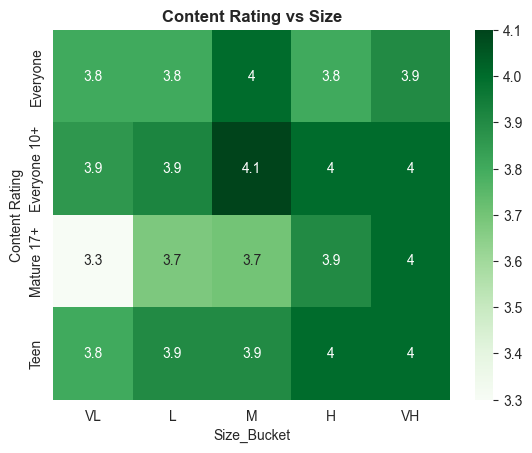 Content Rating vs Size
Content Rating
Everyone 3.8 3.8 4 3.8 3.9
Everyone 10+ 3.9 3.9 4.1 4 4
Mature 17+ 3.3 3.7 3.7 3.9 4
Teen 3.8 3.9 3.9 4 4
VL L M H VH
Size_Bucket
4.1
4.0
3.9
3.8
3.7
3.6
3.5
3.4
3.3